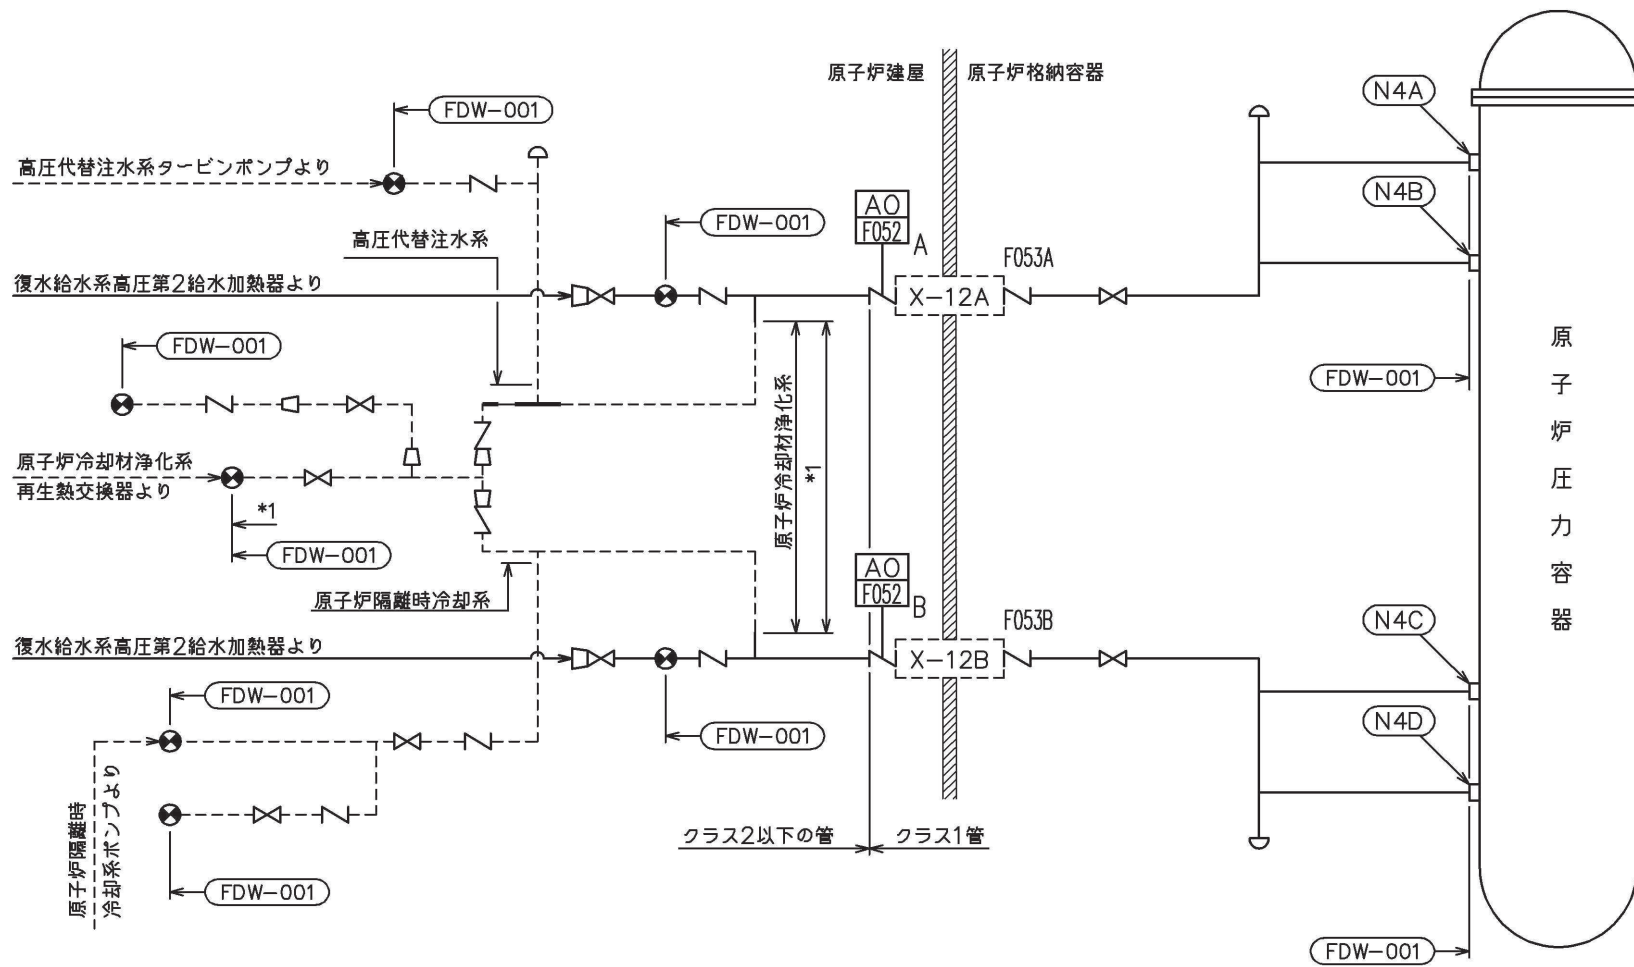 原子炉建屋
原子炉格納容器
N4A
FDW-001
高圧代替注水系タービンポンプより
N4B
AO
F052
A
FDW-001
高圧代替注水系
F053A
復水給水系高圧第2給水加熱器より
X-12A
FDW-001
FDW-001
原子炉圧力容器
原子炉冷却材浄化系
*1
原子炉冷却材浄化系
再生熱交換器より
*1
FDW-001
AO
F052
B
原子炉隔離時冷却系
F053B
N4C
復水給水系高圧第2給水加熱器より
X-12B
FDW-001
N4D
FDW-001
原子炉隔離時
冷却系ポンプより
クラス2以下の管
クラス1管
FDW-001
FDW-001